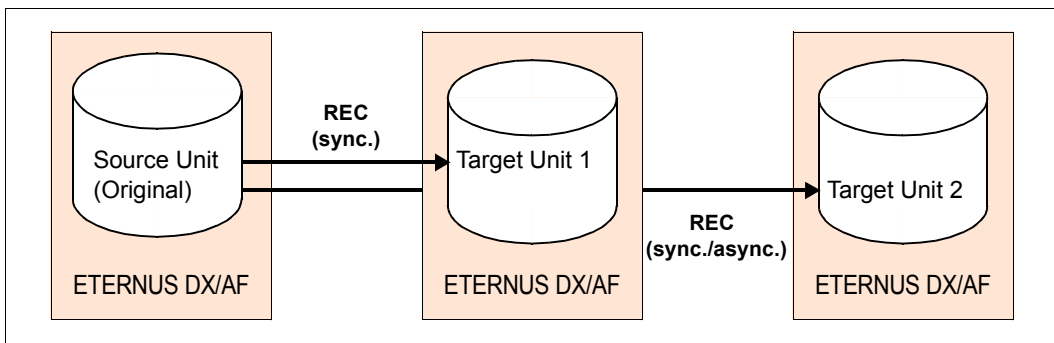 REC
(sync.)
Source Unit
(Original)
Target Unit 1
Target Unit 2
REC
(sync./async.)
ETERNUS DX/AF
ETERNUS DX/AF
ETERNUS DX/AF